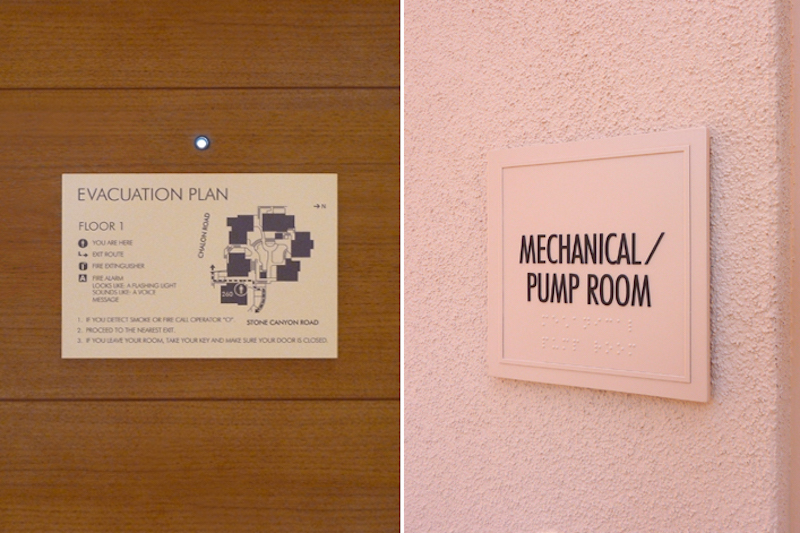 EVACUATION PLAN
FLOOR 1
YOU ARE HERE
EXIT ROUTE
FIRE EXTINGUISHER
A FIRE ALARM
LOOKS LIKE: A FLASHING LIGHT
SOUNDS LIKE: A VOICE
MESSAGE
CHALON ROAD
N
260
STONE CANYON ROAD
1. IF YOU DETECT SMOKE OR FIRE CALL OPERATOR "O".
2. PROCEED TO THE NEAREST EXIT.
3. IF YOU LEAVE YOUR ROOM, TAKE YOUR KEY AND MAKE SURE YOUR DOOR IS CLOSED.
MECHANICAL/
PUMP ROOM